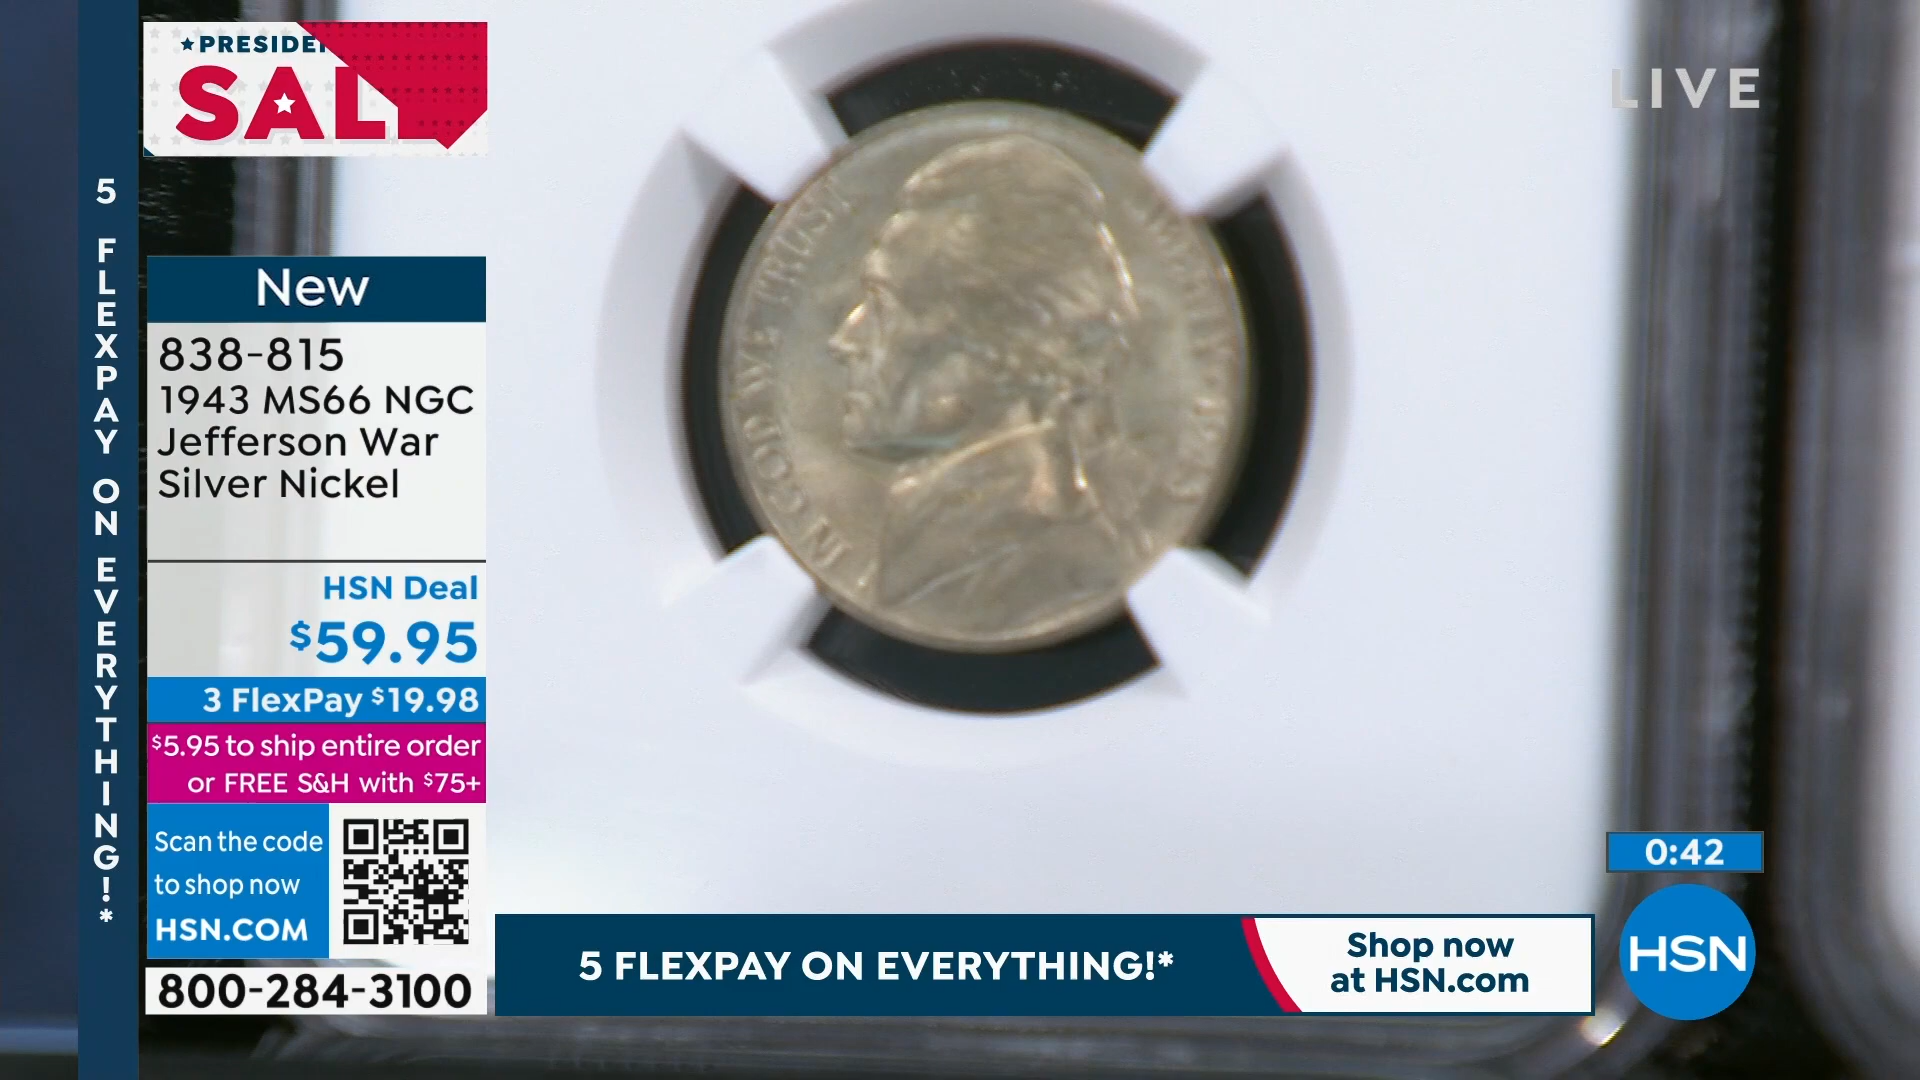 ★PRESIDEN
SAL
LIVE
5 FLEXPAY ON EVERYTHING!*
New
838-815
1943 MS66 NGC
Jefferson War
Silver Nickel
HSN Deal
$59.95
3 FlexPay $19.98
$5.95 to ship entire order
or FREE S&H with $75+
Scan the code
to shop now
HSN.COM
800-284-3100
IN GOD WE TRUST
5 FLEXPAY ON EVERYTHING!*
Shop now
at HSN.com
0:42
HSN